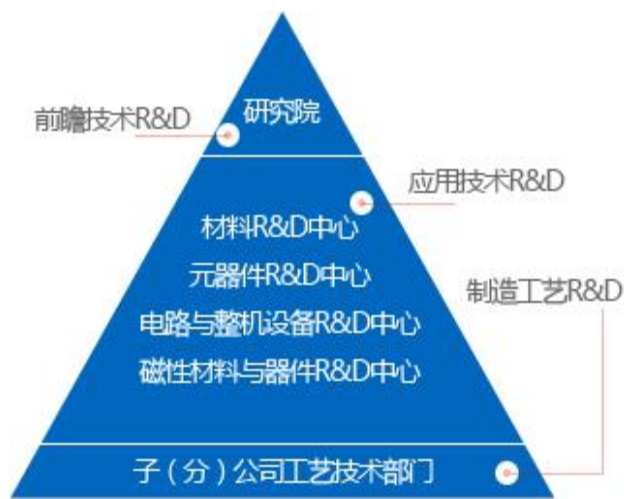 研究院
前瞻技术R&D
应用技术R&D
材料R&D中心
元器件R&D中心
制造工艺R&D
电路与整机设备R&D中心
磁性材料与器件R&D中心
子（分）公司工艺技术部门